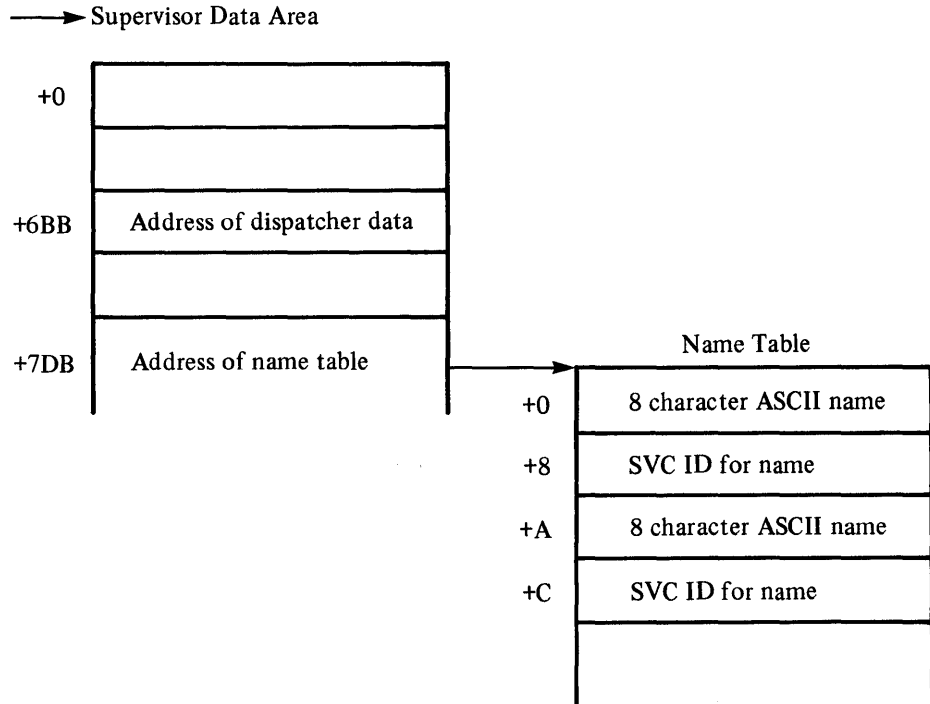 Supervisor Data Area
+0
+6BB Address of dispatcher data
+7DB Address of name table
Name Table
+0 8 character ASCII name
+8 SVC ID for name
+A 8 character ASCII name
+C SVC ID for name